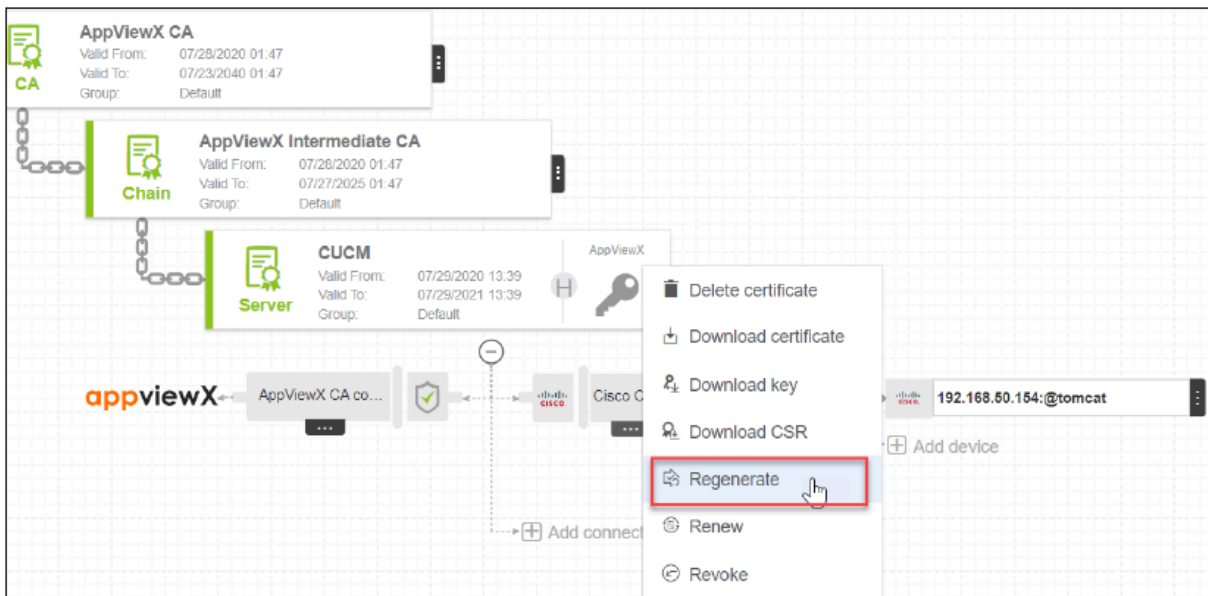 AppViewX CA
Valid From: 07/28/2020 01:47
Valid To: 07/23/2040 01:47
Group: Default
CA
AppViewX Intermediate CA
Valid From: 07/28/2020 01:47
Valid To: 07/27/2025 01:47
Group: Default
Chain
CUCM
Valid From: 07/29/2020 13:39
Valid To: 07/29/2021 13:39
Group: Default
Server
H
AppViewX
Delete certificate
Download certificate
Download key
Download CSR
Regenerate
Renew
Revoke
appviewX
AppViewX CA co...
CISCO
Cisco C
CISCO
192.168.50.154:@tomcat
Add device
Add connect